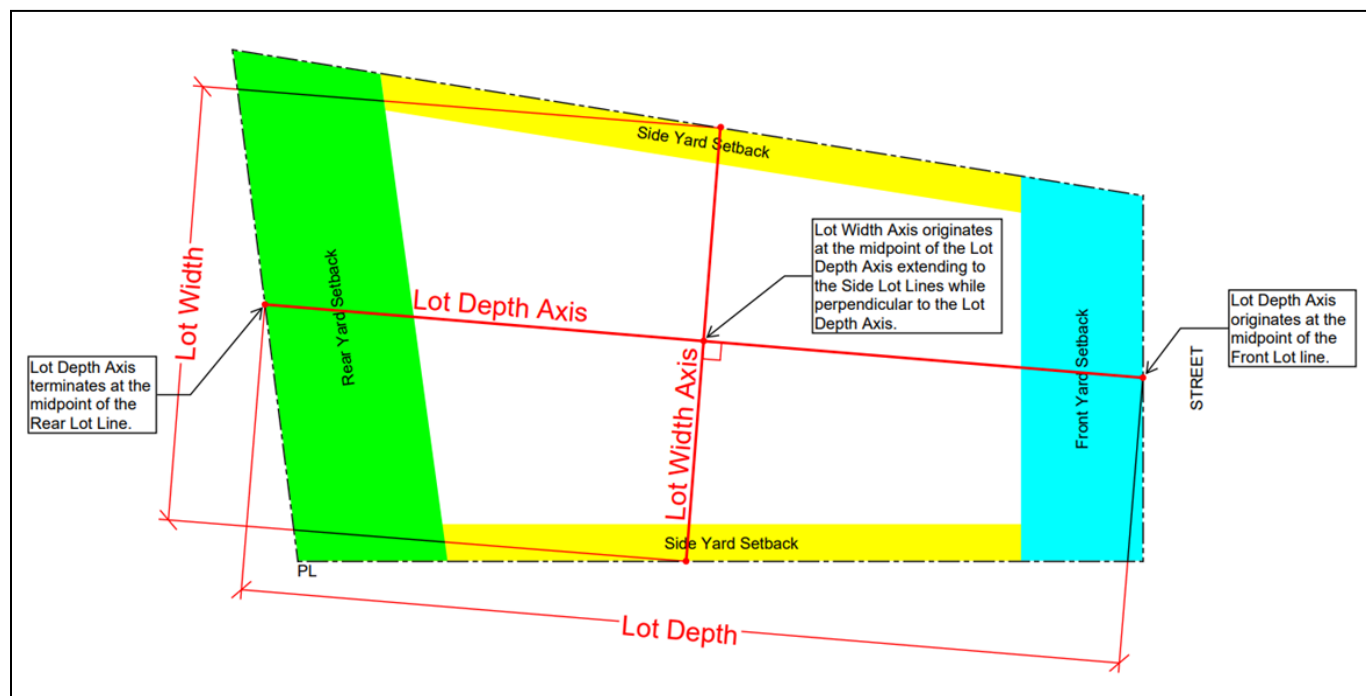 Side Yard Setback
Lot Width
Lot Width Axis originates
at the midpoint of the Lot
Depth Axis extending to
the Side Lot Lines while
perpendicular to the Lot
Depth Axis.
Rear Yard Setback
Lot Depth Axis
Lot Depth Axis
originates at the
midpoint of the
Front Lot line.
Lot Depth Axis
terminates at the
midpoint of the
Rear Lot Line.
Lot Width Axis
Front Yard Setback
STREET
Side Yard Setback
PL
Lot Depth